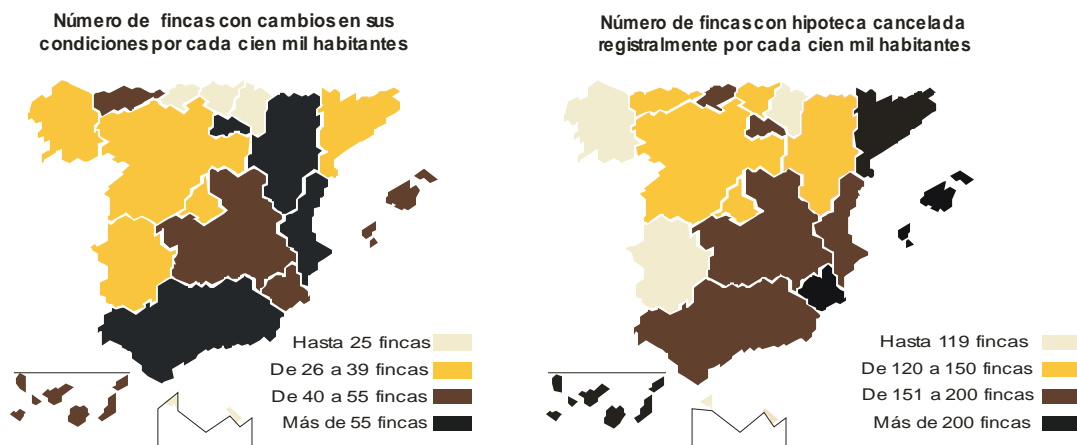 Número de fincas con cambios en sus
condiciones por cada cien mil habitantes
Hasta 25 fincas
De 26 a 39 fincas
De 40 a 55 fincas
Más de 55 fincas
Número de fincas con hipoteca cancelada
registralmente por cada cien mil habitantes
Hasta 119 fincas
De 120 a 150 fincas
De 151 a 200 fincas
Más de 200 fincas